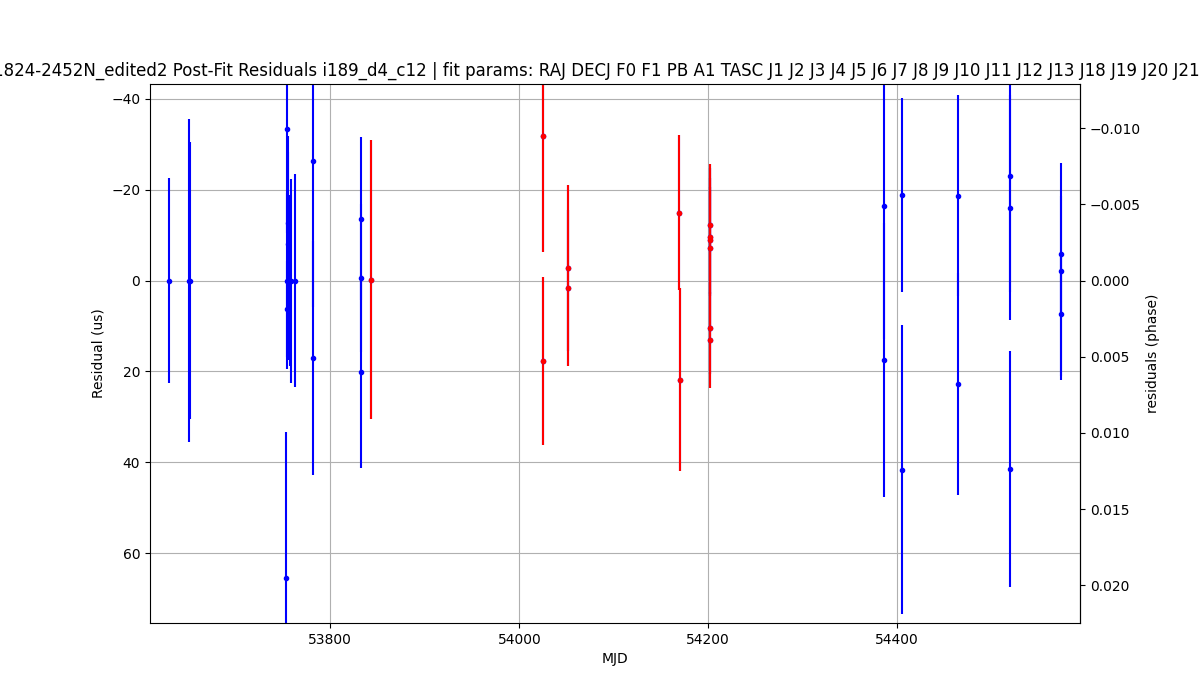 824-2452N_edited2 Post-Fit Residuals i189_d4_c12 | fit params: RAJ DECJ F0 F1 PB A1 TASC J1 J2 J3 J4 J5 J6 J7 J8 J9 J10 J11 J12 J13 J18 J19 J20 J21
−40
−20
0
20
40
60
Residual (us)
−0.010
−0.005
0.000
0.005
0.010
0.015
0.020
residuals (phase)
53800 54000 54200 54400
MJD